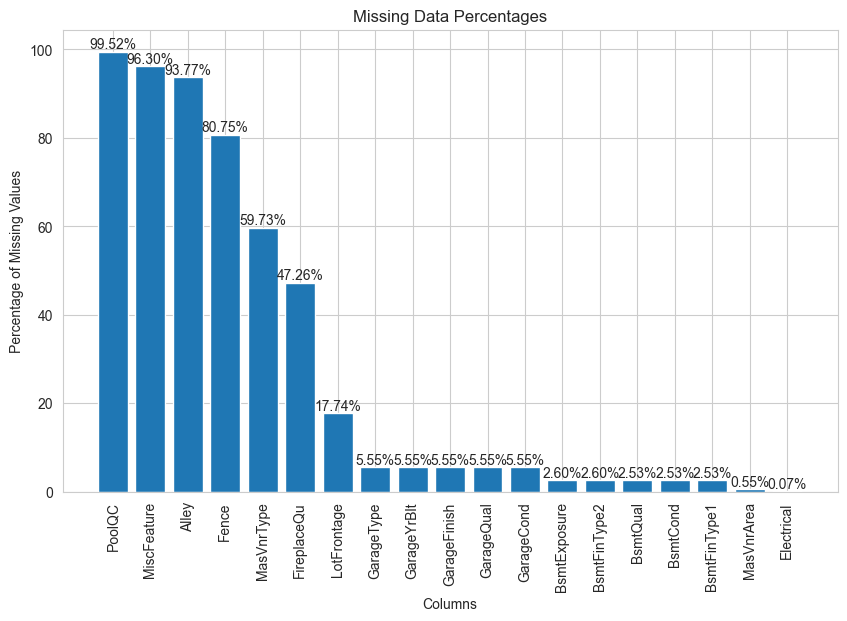 Missing Data Percentages
Percentage of Missing Values
100
80
60
40
20
0
99.52%
96.30%
93.77%
80.75%
59.73%
47.26%
17.74%
5.55%
5.55%
5.55%
5.55%
5.55%
2.60%
2.60%
2.53%
2.53%
2.53%
0.55%
0.07%
PoolQC
MiscFeature
Alley
Fence
MasVnrType
FireplaceQu
LotFrontage
GarageType
GarageYrBlt
GarageFinish
GarageQual
GarageCond
BsmtExposure
BsmtFinType2
BsmtQual
BsmtCond
BsmtFinType1
MasVnrArea
Electrical
Columns